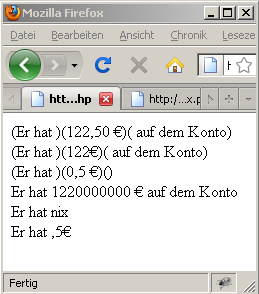 Mozilla Firefox
Datei Bearbeiten Ansicht Chronik Leseze
htt...hp http:/...x.p
(Er hat )(122,50 €)( auf dem Konto)
(Er hat )(122€)( auf dem Konto)
(Er hat )(0,5 €)()
Er hat 1220000000 € auf dem Konto
Er hat nix
Er hat ,5€
Fertig